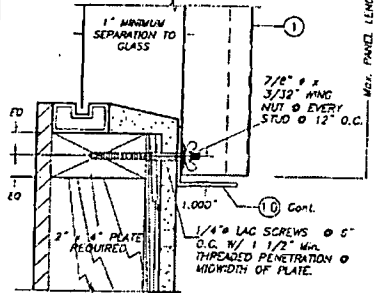 1" MINIMUM
SEPARATION TO
GLASS
1
Max. PANEL LENG
7/8" ø x
3/32" WING
NUT @ EVERY
STUD @ 12" O.C.
EQ
EQ
1.000"
10 Cont.
2" x 4" PLATE
REQUIRED
1/4"ø LAG SCREWS @ 6"
O.C. W/ 1 1/2" Min.
THREADED PENETRATION @
MIDWIDTH OF PLATE.